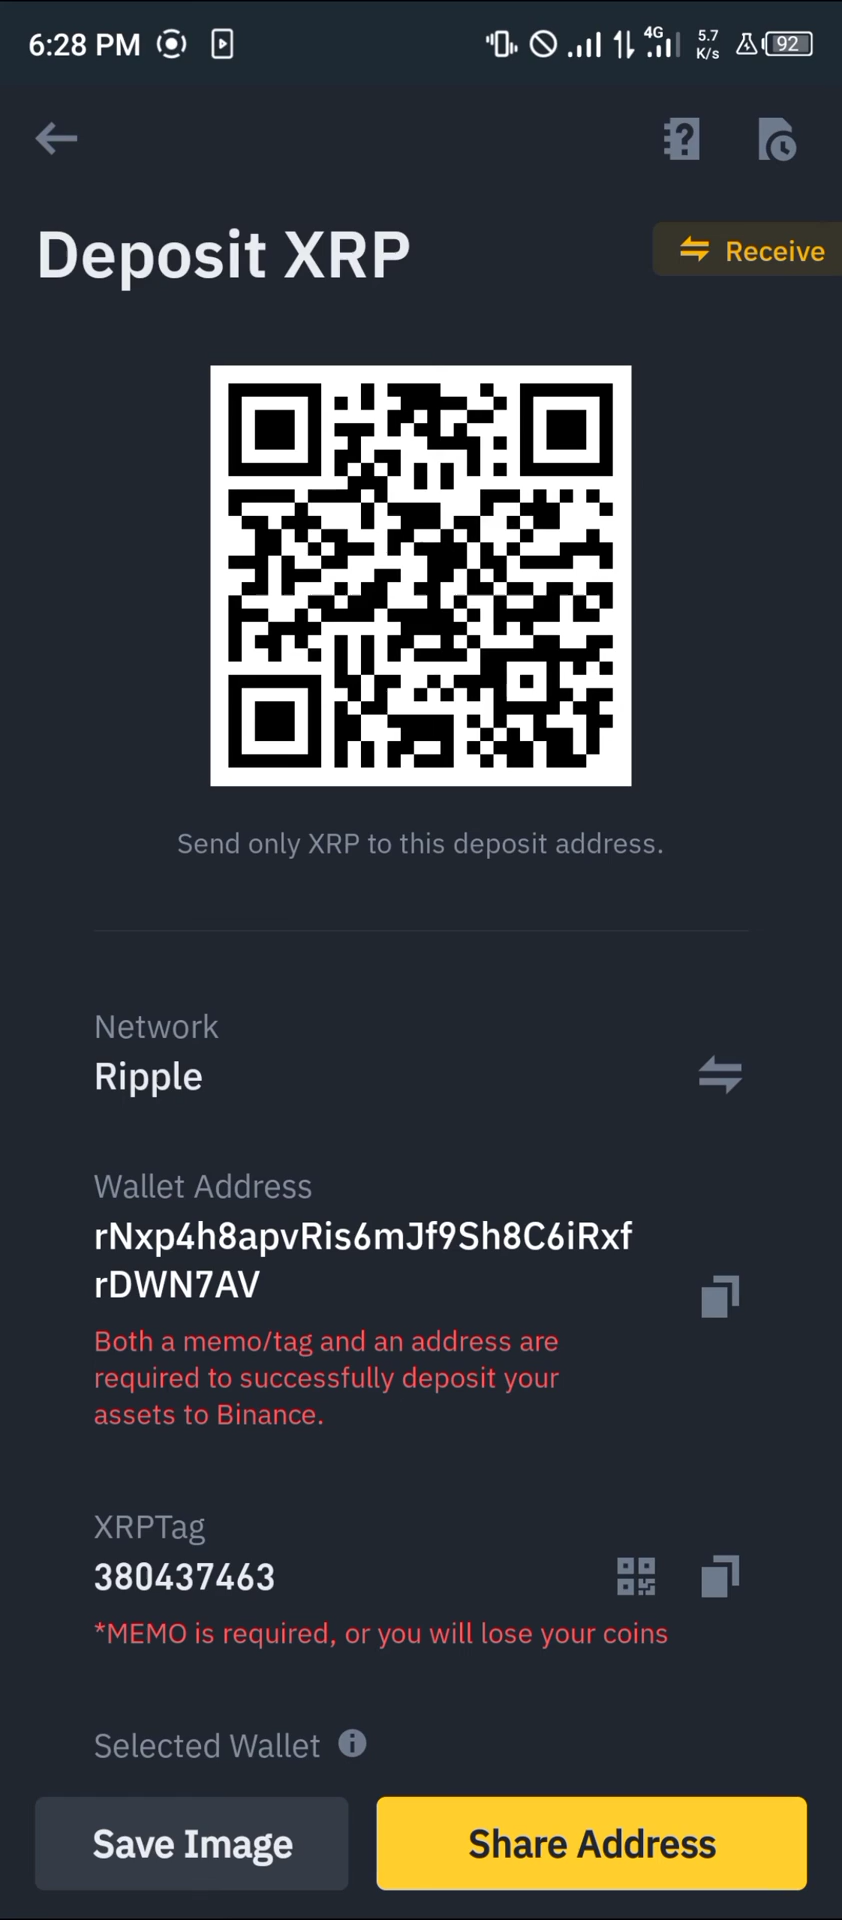 6:28 PM 4G 5.7 K/s 92
Deposit XRP
Receive
Send only XRP to this deposit address.
Network
Ripple
Wallet Address
rNxp4h8apvRis6mJf9Sh8C6iRxf
rDWN7AV
Both a memo/tag and an address are
required to successfully deposit your
assets to Binance.
XRPTag
380437463
*MEMO is required, or you will lose your coins
Selected Wallet
Save Image
Share Address